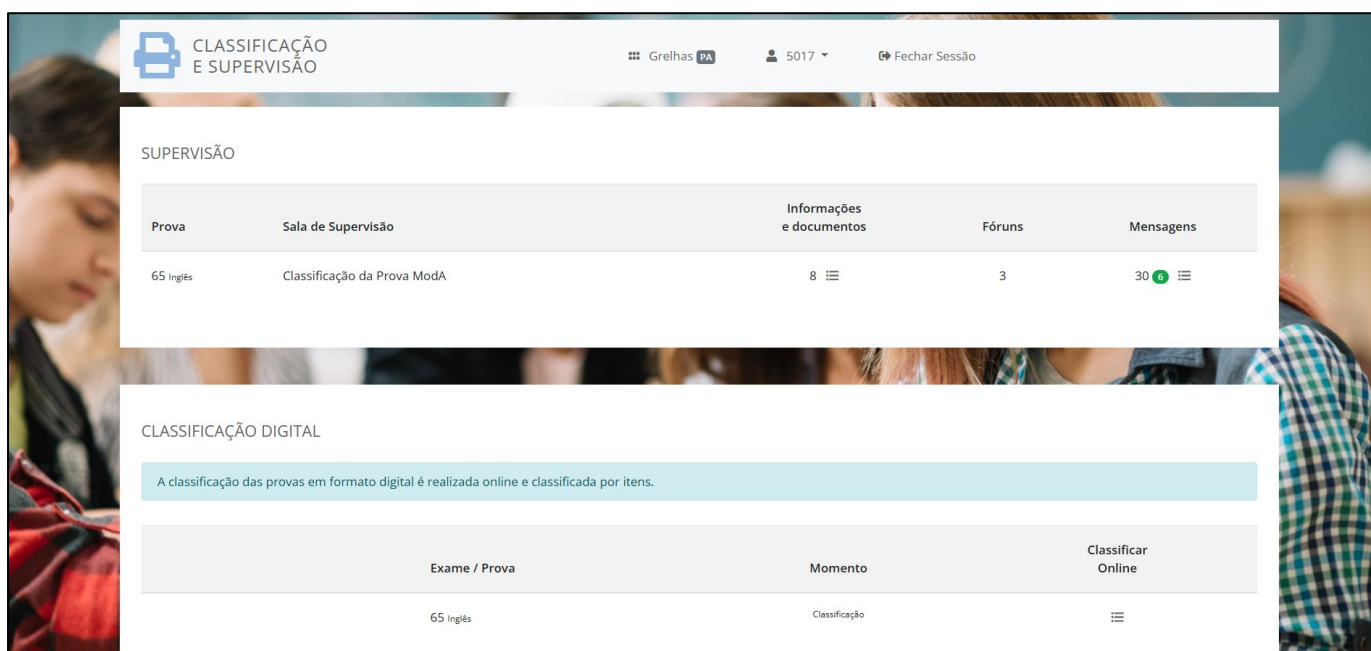 CLASSIFICAÇÃO
E SUPERVISÃO
Grelhas PA
5017
Fechar Sessão
SUPERVISÃO
Informações
e documentos
Prova Sala de Supervisão Fóruns Mensagens
65 Inglês Classificação da Prova ModA 8 3 30 6
CLASSIFICAÇÃO DIGITAL
A classificação das provas em formato digital é realizada online e classificada por itens.
Exame / Prova Momento Classificar
Online
65 Inglês Classificação